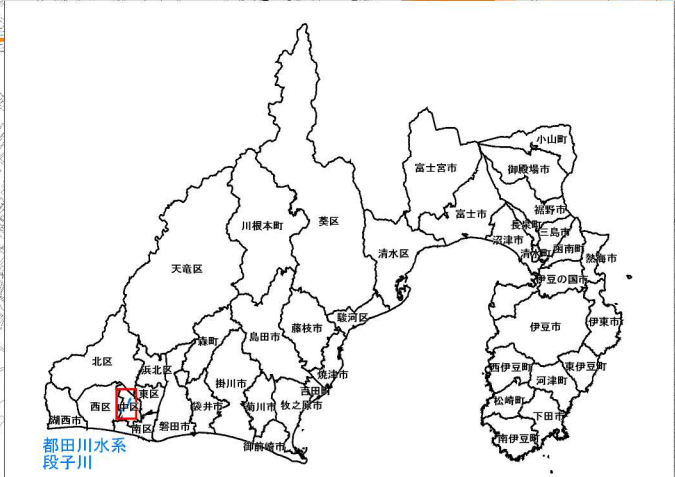 小山町
富士宮市
御殿場市
裾野市
富士市
長泉町
三島市
川根本町
葵区
沼津市
函南町
清水区
清水町
熱海市
天竜区
伊豆の国市
駿河区
伊東市
藤枝市
伊豆市
島田市
森町
北区
浜北区
西伊豆町
東伊豆町
焼津市
河津町
掛川市
吉田町
東区
松崎町
西区
中区
袋井市
菊川市
牧之原市
下田市
湖西市
南区
磐田市
南伊豆町
御前崎市
都田川水系
段子川